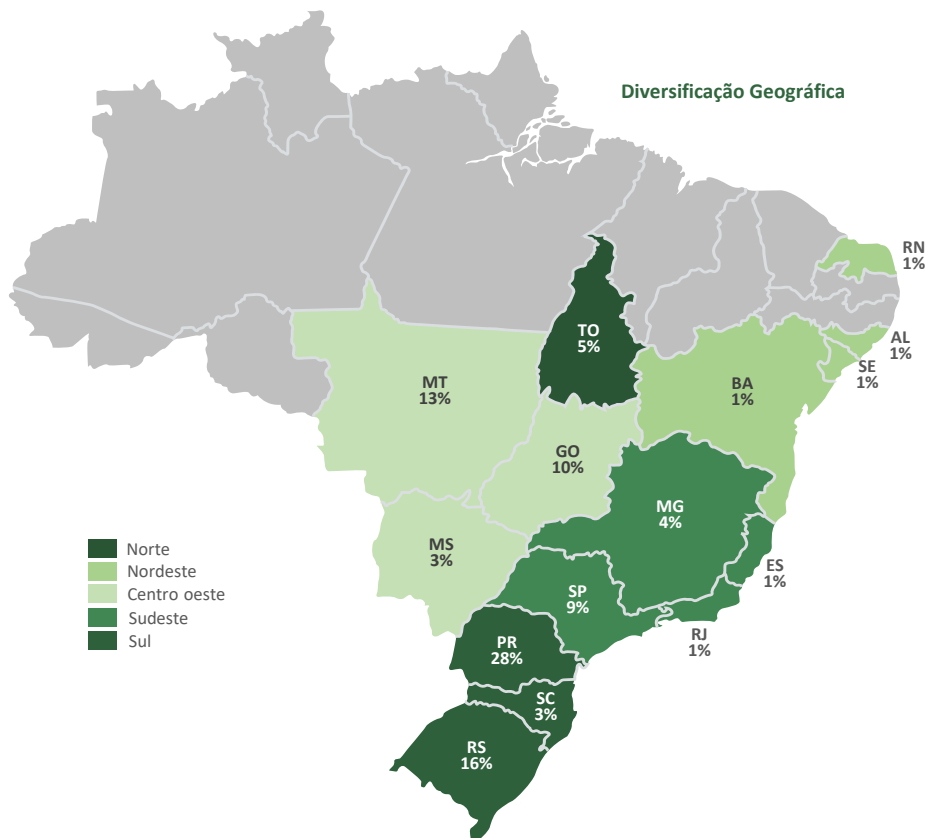 Diversificação Geográfica
RN
1%
TO
5%
AL
1%
SE
1%
MT
13%
BA
1%
GO
10%
MG
4%
MS
3%
ES
1%
SP
9%
RJ
1%
PR
28%
SC
3%
RS
16%
Norte
Nordeste
Centro oeste
Sudeste
Sul